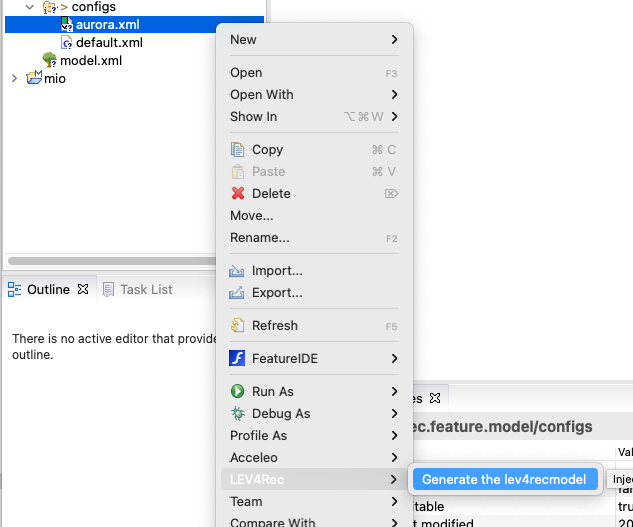 > configs
aurora.xml
default.xml
model.xml
mio
New
Open F3
Open With
Show In ⌥⌘W
Copy ⌘C
Paste ⌘V
Delete ⌦
Move...
Rename... F2
Import...
Export...
Refresh F5
FeatureIDE
Run As
Debug As
Profile As
Acceleo
LEV4Rec
Team
Compare With
Generate the lev4recmodel
Outline
Task List
There is no active editor that provide
outline.
es
ec.feature.model/configs
Val
table
tru
t modified
20
Inje